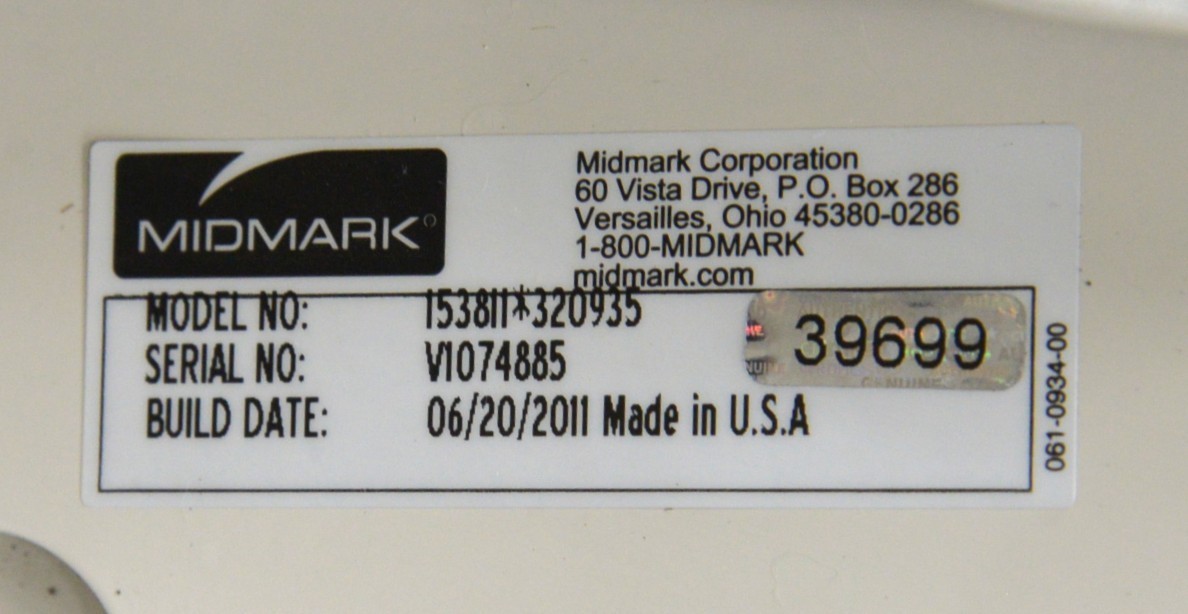 MIDMARK
Midmark Corporation
60 Vista Drive, P.O. Box 286
Versailles, Ohio 45380-0286
1-800-MIDMARK
midmark.com
MODEL NO: 153811*320935
SERIAL NO: V1074885
BUILD DATE: 06/20/2011 Made in U.S.A
39699
GENUINE
061-0934-00